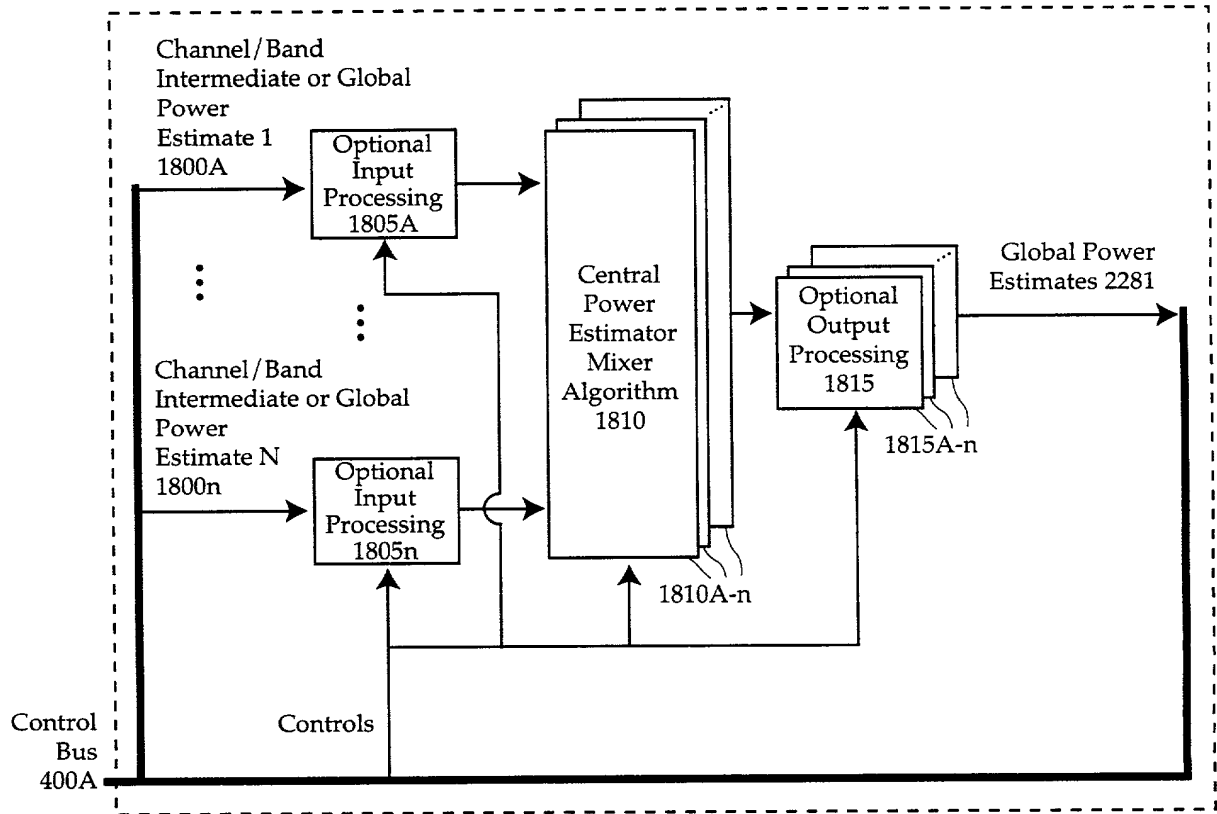 Channel/Band
Intermediate or Global
Power
Estimate 1
1800A
Optional
Input
Processing
1805A
Channel/Band
Intermediate or Global
Power
Estimate N
1800n
Optional
Input
Processing
1805n
Central
Power
Estimator
Mixer
Algorithm
1810
1810A-n
Optional
Output
Processing
1815
1815A-n
Global Power
Estimates 2281
Controls
Control
Bus
400A